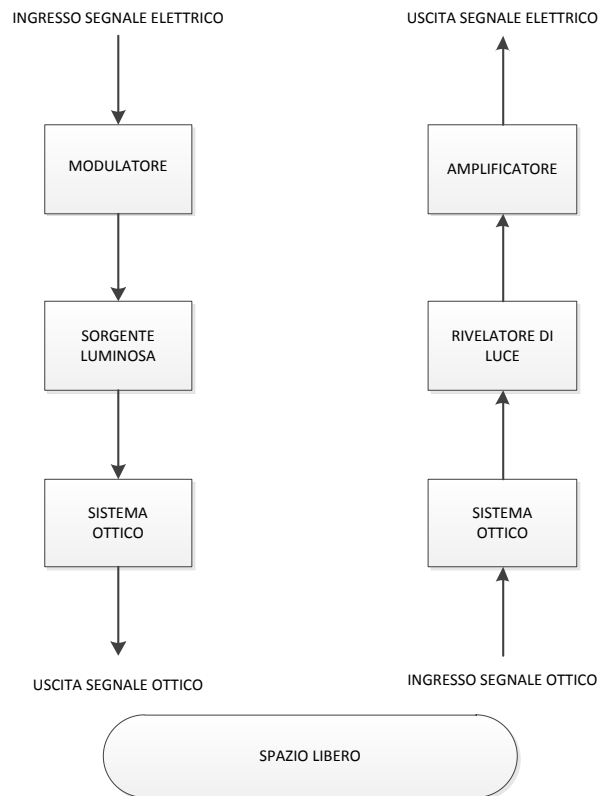 INGRESSO SEGNALE ELETTRICO
MODULATORE
SORGENTE
LUMINOSA
SISTEMA
OTTICO
USCITA SEGNALE OTTICO
USCITA SEGNALE ELETTRICO
AMPLIFICATORE
RIVELATORE DI
LUCE
SISTEMA
OTTICO
INGRESSO SEGNALE OTTICO
SPAZIO LIBERO